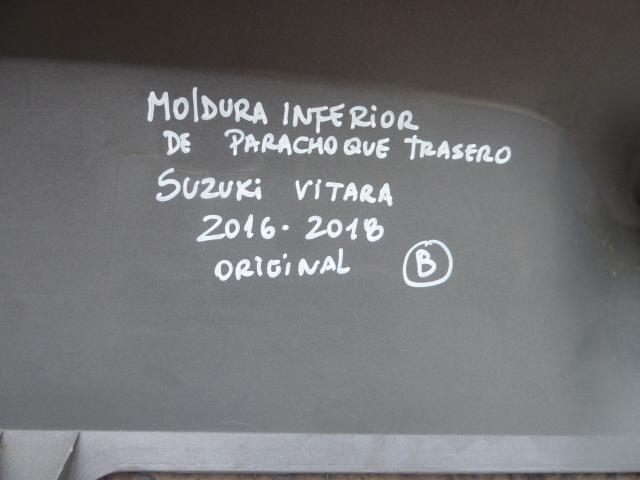 MOLDURA INFERIOR
DE PARACHOQUE TRASERO
SUZUKi VITARA
2016-2018
ORIGINAL B